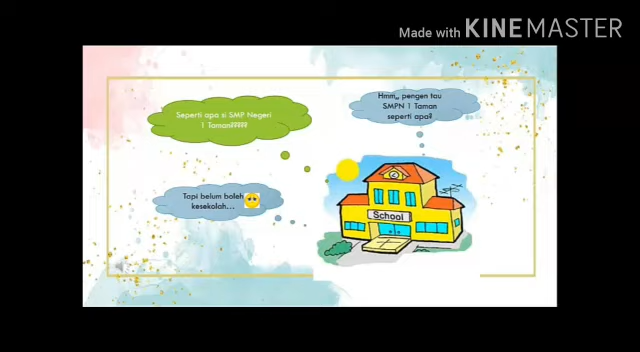 Made with KINEMASTER
Hmm,, pengen tau
SMPN 1 Taman
seperti apa?
Seperti apa si SMP Negeri
1 Taman?????
Tapi belum boleh
kesekolah...
School